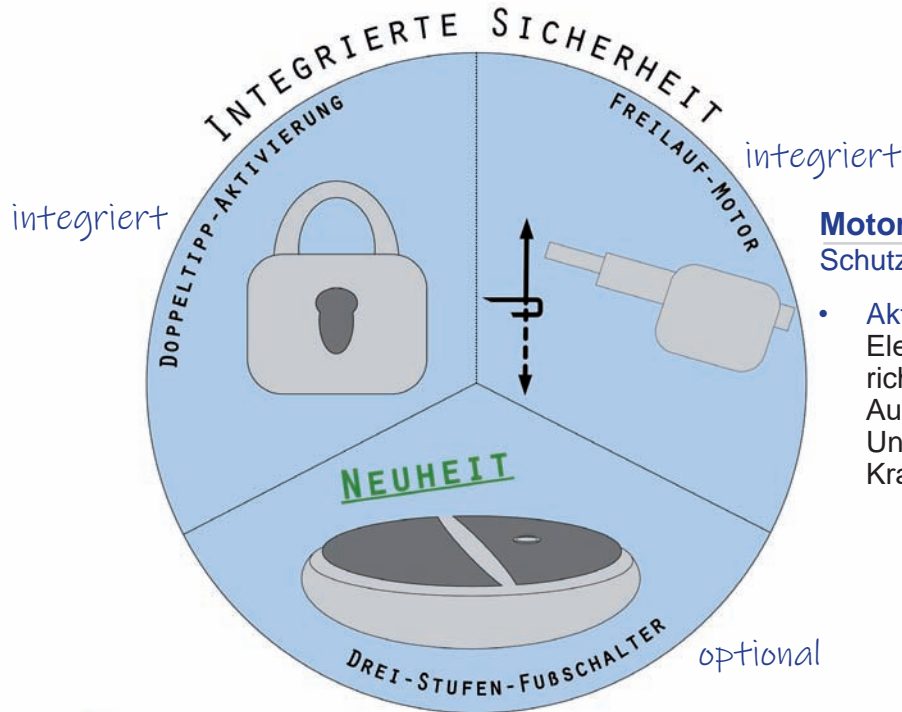 INTEGRIERTE SICHERHEIT
DOPPELTIPP-AKTIVIERUNG
FREILAUF-MOTOR
integriert
integriert
Motor
Schutz
• Akt
Ele
rich
Au
Un
Kra
NEUHEIT
DREI-STUFEN-FUßSCHALTER
optional